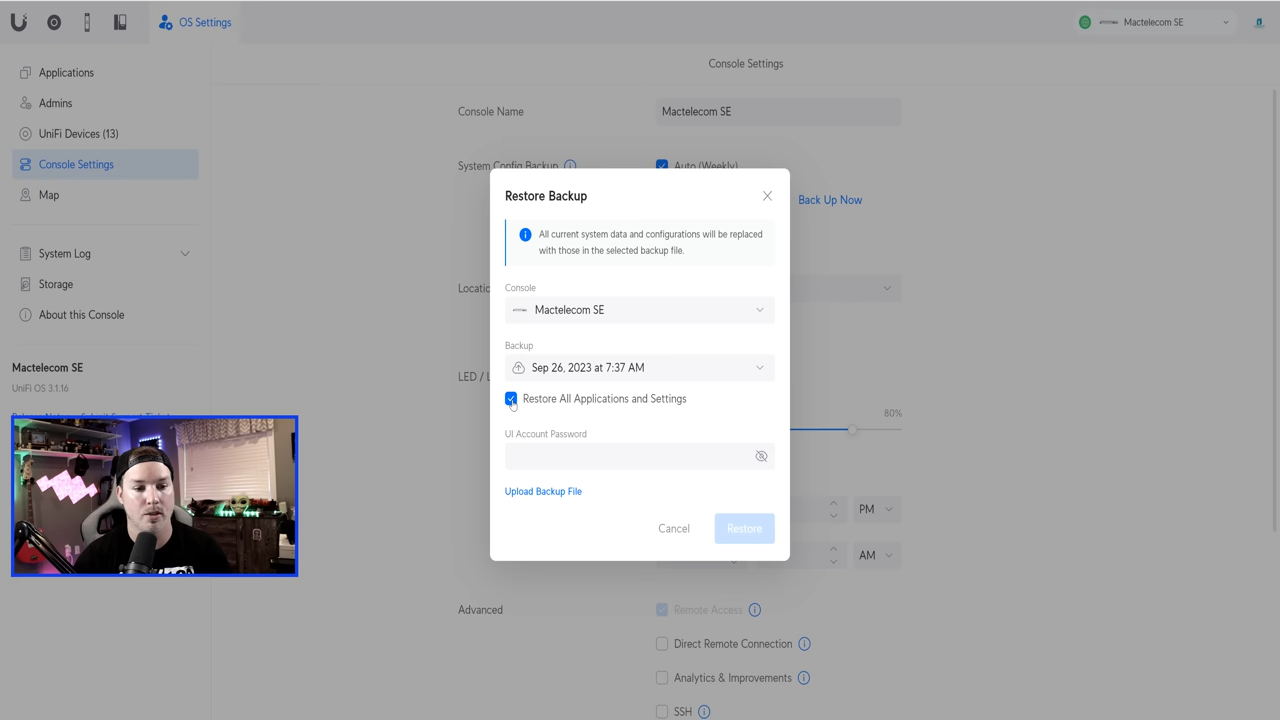 OS Settings
Mactelecom SE
Applications
Admins
UniFi Devices (13)
Console Settings
Map
System Log
Storage
About this Console
Mactelecom SE
UniFi OS 3.1.16
Console Settings
Console Name
Mactelecom SE
System Config Backup
Auto (Weekly)
Back Up Now
Restore Backup
All current system data and configurations will be replaced
with those in the selected backup file.
Console
Mactelecom SE
Backup
Sep 26, 2023 at 7:37 AM
Restore All Applications and Settings
UI Account Password
Upload Backup File
Cancel
Restore
LED /
80%
PM
AM
Advanced
Remote Access
Direct Remote Connection
Analytics & Improvements
SSH